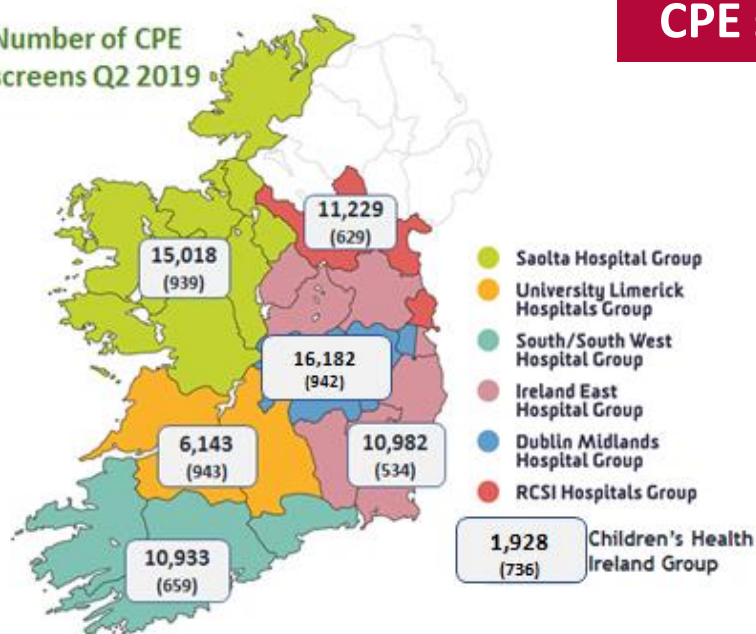 CPE
Number of CPE
screens Q2 2019
11,229
(629)
15,018
(939)
16,182
(942)
6,143
(943)
10,982
(534)
10,933
(659)
Saolta Hospital Group
University Limerick
Hospitals Group
South/South West
Hospital Group
Ireland East
Hospital Group
Dublin Midlands
Hospital Group
RCSI Hospitals Group
1,928
(736)
Children's Health
Ireland Group